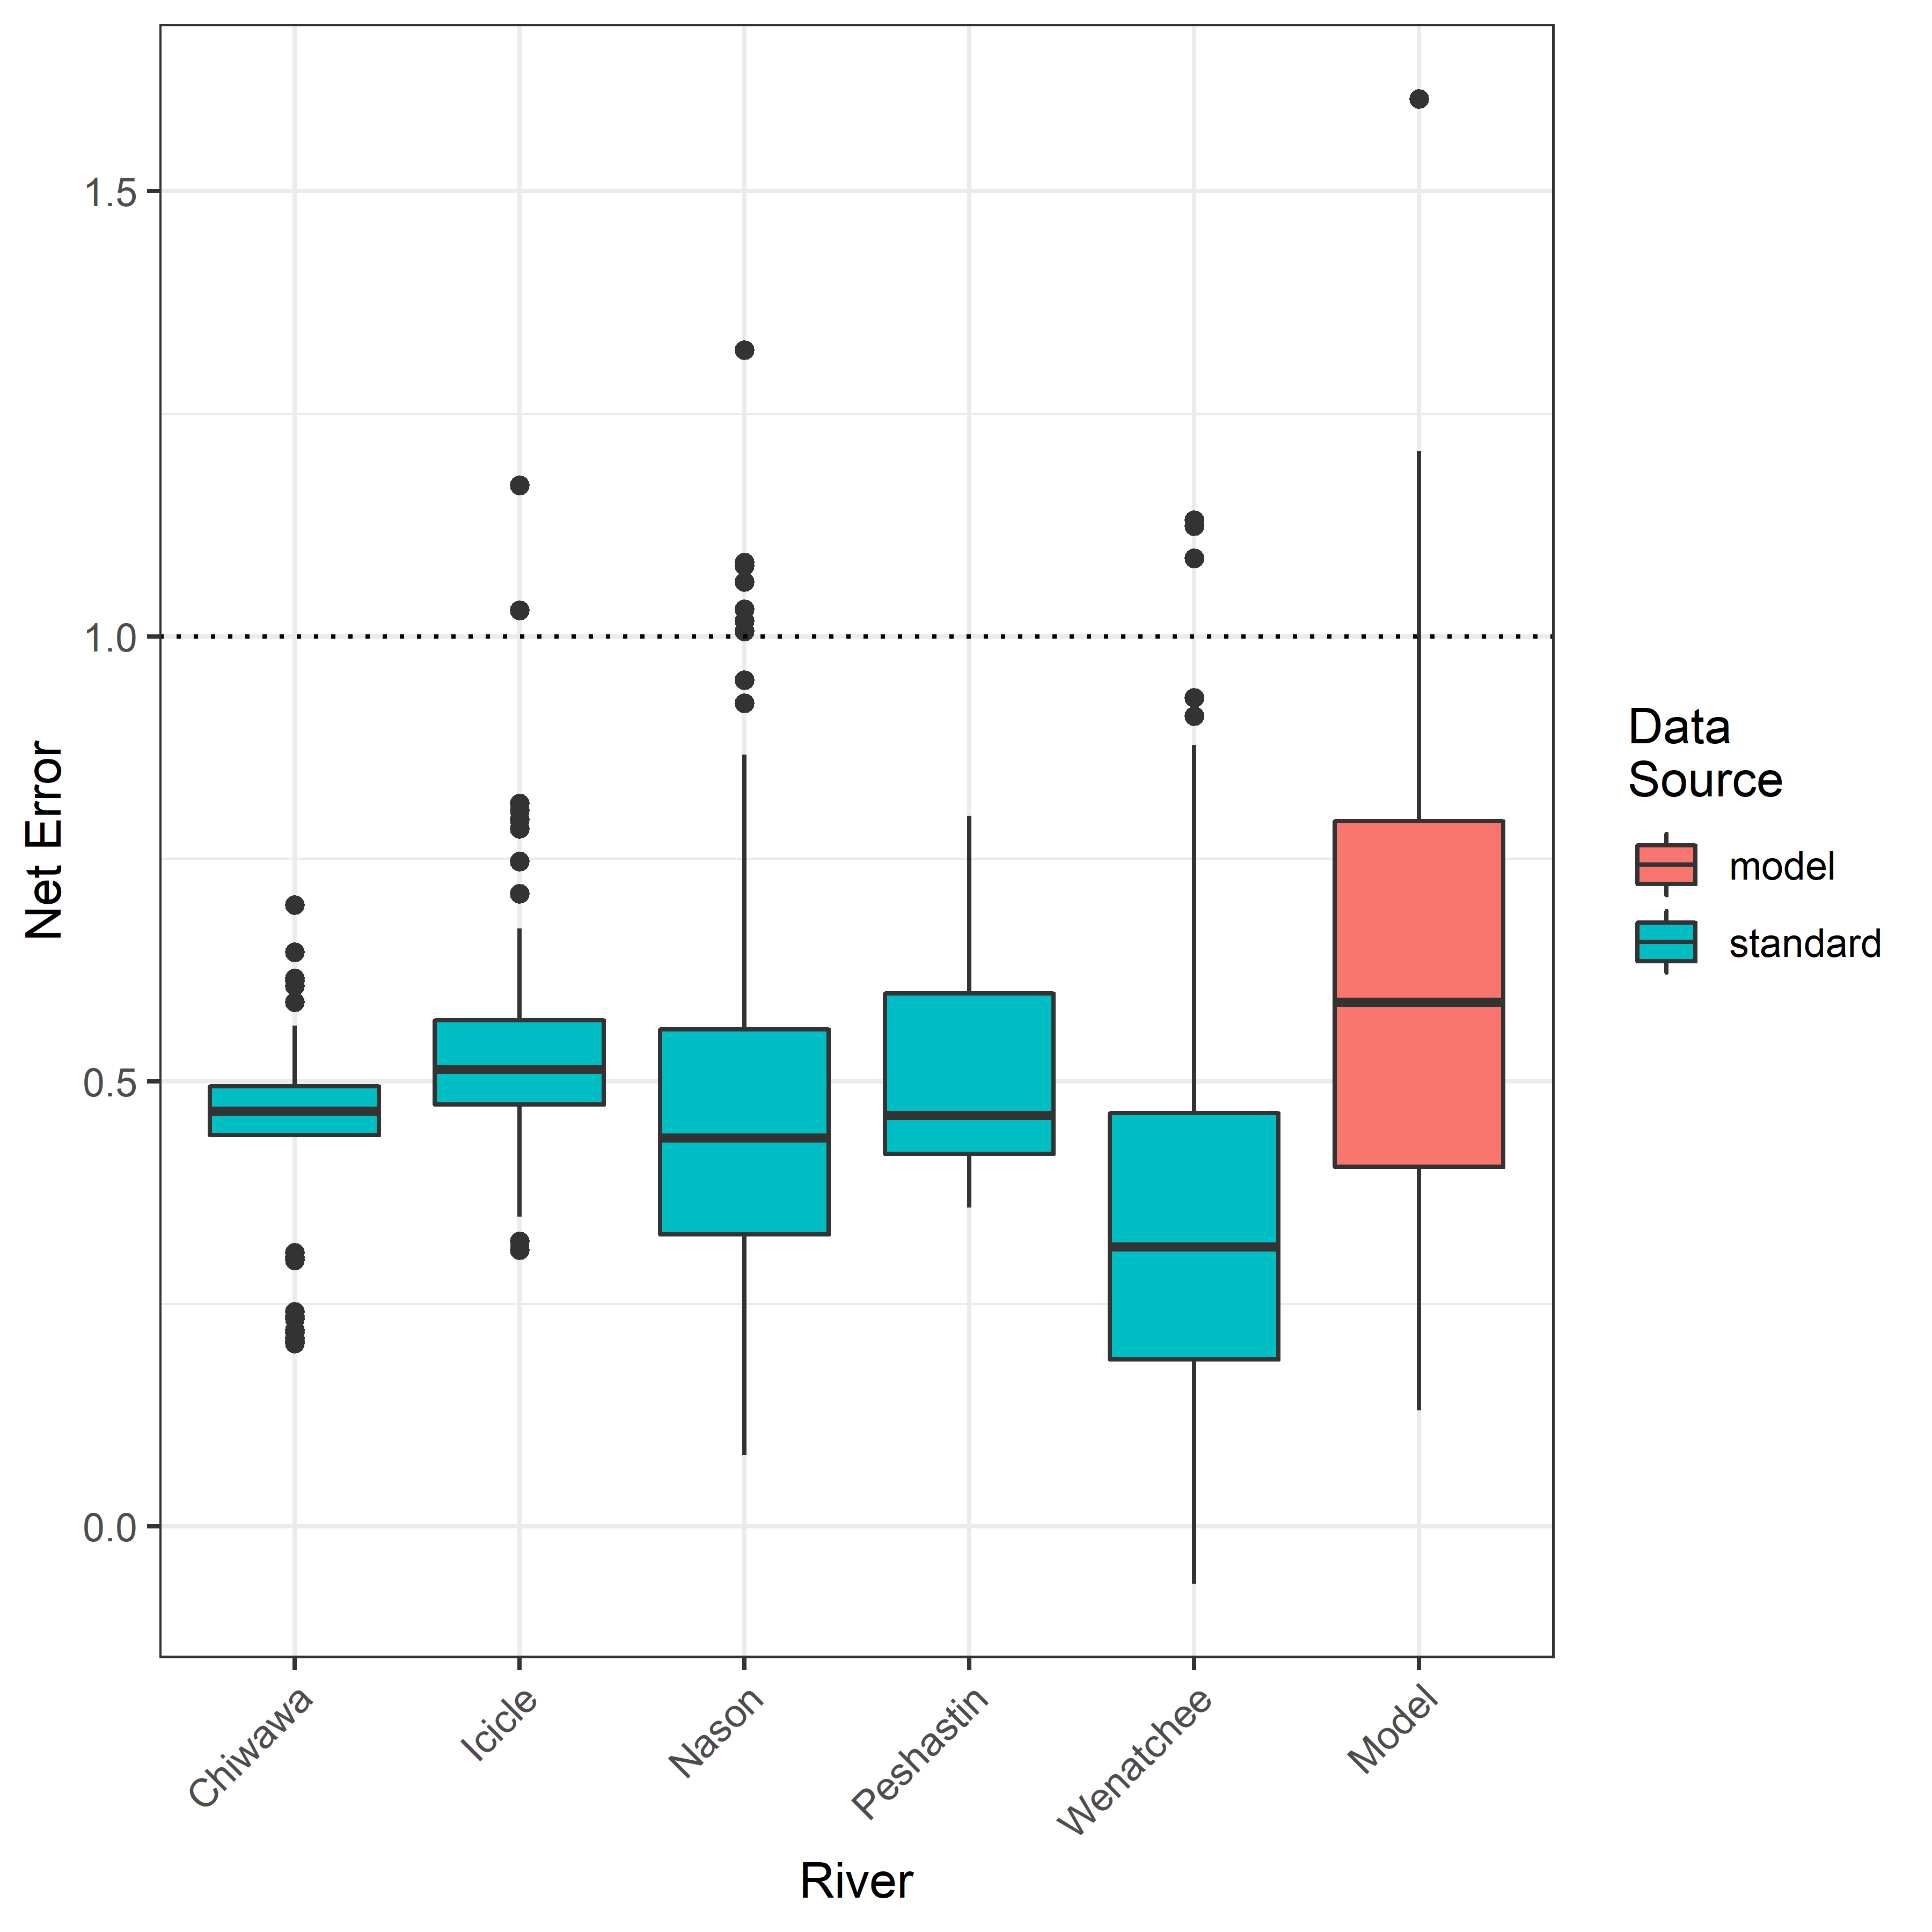 1.5
1.0
0.5
0.0
Net Error
Chiwawa
Icicle
Nason
Peshastin
Wenatchee
Model
River
Data
Source
model
standard